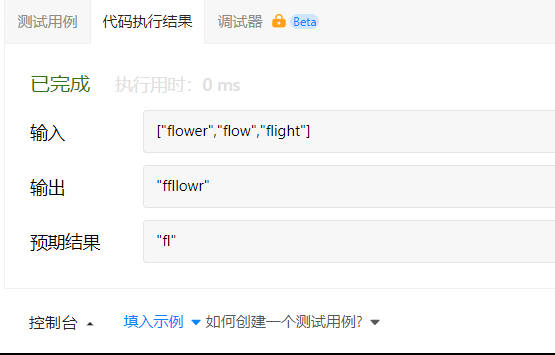 测试用例 代码执行结果 调试器 Beta
已完成 执行用时：0 ms
输入 ["flower","flow","flight"]
输出 "ffllowr"
预期结果 "fl"
控制台 填入示例 如何创建一个测试用例?